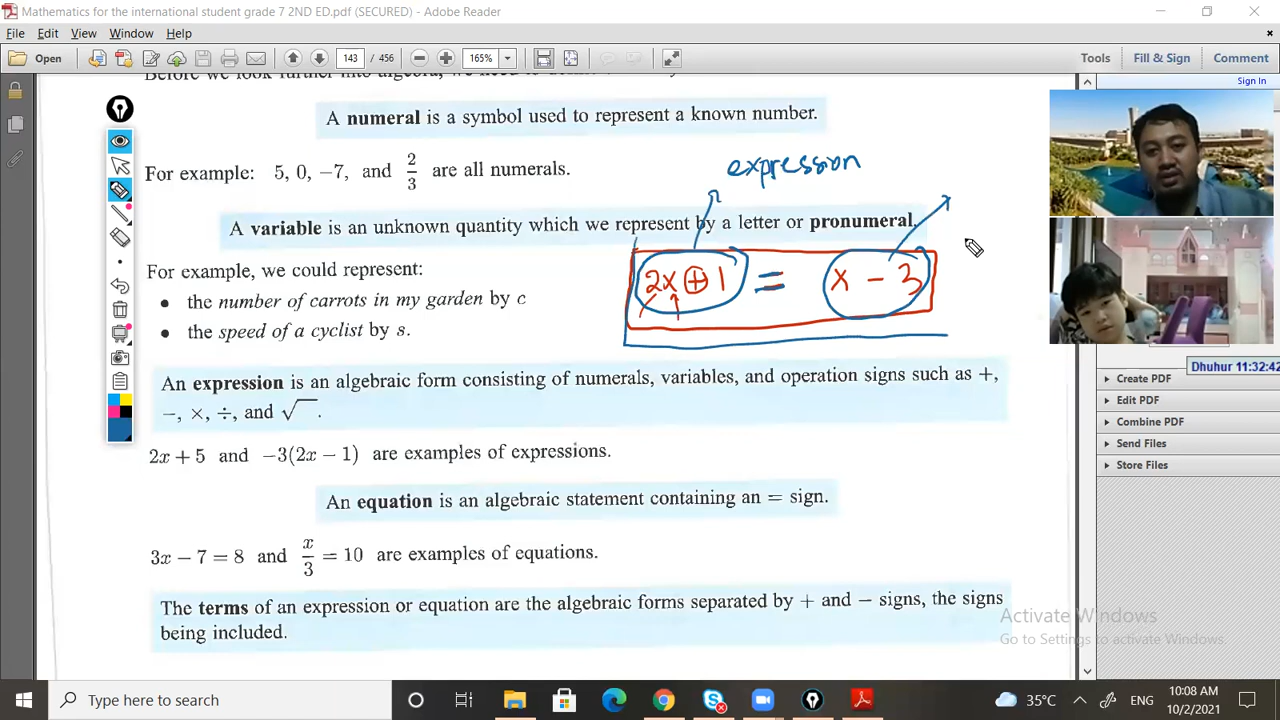 Mathematics for the international student grade 7 2ND ED.pdf (SECURED) - Adobe Reader
File Edit View Window Help
Open 143 / 456 165% Tools Fill & Sign Comment
Sign In
A numeral is a symbol used to represent a known number.
For example: 5, 0, −7, and 2/3 are all numerals.
expression
A variable is an unknown quantity which we represent by a letter or pronumeral.
2x + 1 = x − 3
For example, we could represent:
• the number of carrots in my garden by c
• the speed of a cyclist by s.
Dhuhur 11:32:42
Create PDF
Edit PDF
Combine PDF
Send Files
Store Files
An expression is an algebraic form consisting of numerals, variables, and operation signs such as +,
−, ×, ÷, and √ .
2x + 5 and −3(2x − 1) are examples of expressions.
An equation is an algebraic statement containing an = sign.
3x − 7 = 8 and x/3 = 10 are examples of equations.
The terms of an expression or equation are the algebraic forms separated by + and − signs, the signs
being included.
Activate Windows
Go to Settings to activate Windows.
Type here to search
35°C ENG 10:08 AM
10/2/2021